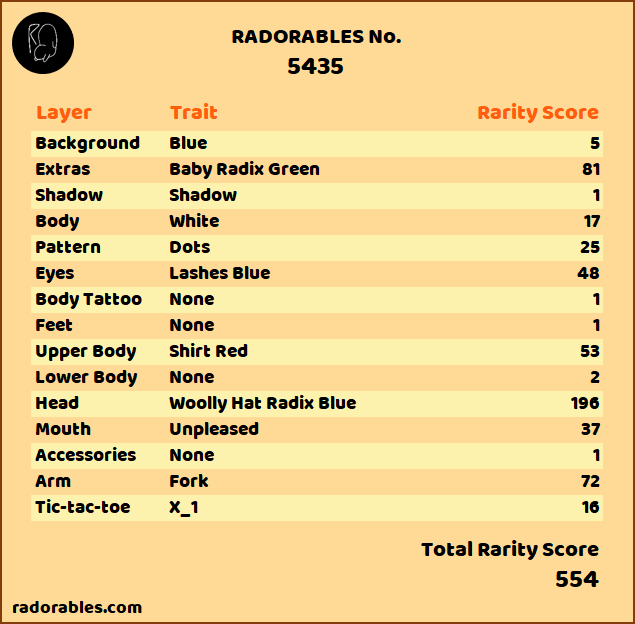 RADORABLES No.
5435
Layer Trait Rarity Score
Background Blue 5
Extras Baby Radix Green 81
Shadow Shadow 1
Body White 17
Pattern Dots 25
Eyes Lashes Blue 48
Body Tattoo None 1
Feet None 1
Upper Body Shirt Red 53
Lower Body None 2
Head Woolly Hat Radix Blue 196
Mouth Unpleased 37
Accessories None 1
Arm Fork 72
Tic-tac-toe X_1 16
Total Rarity Score
554
radorables.com